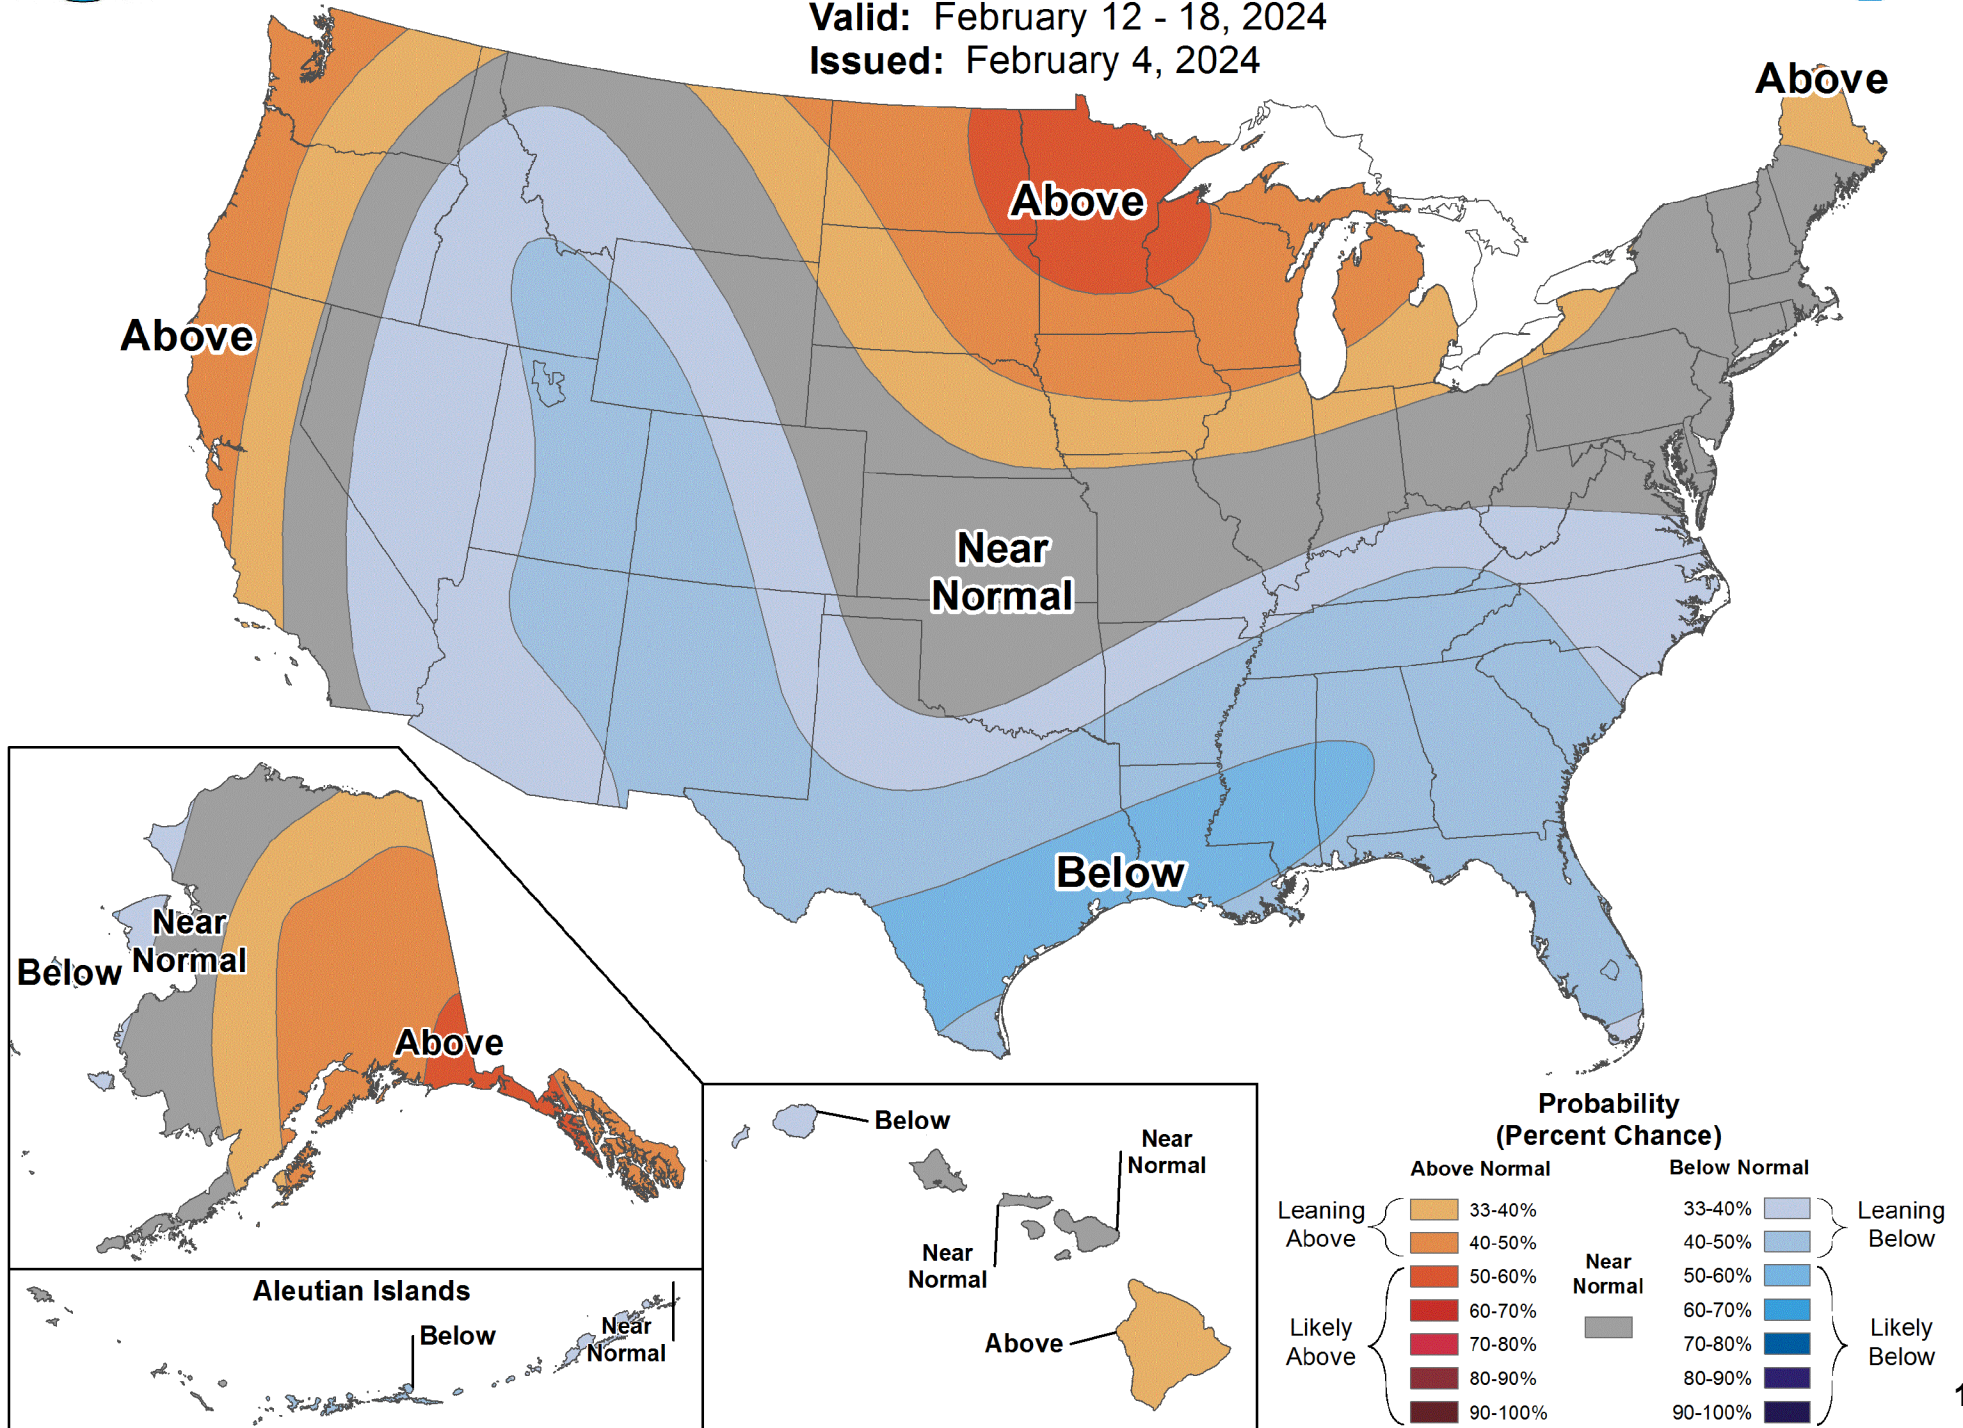 Valid: February 12 - 18, 2024
Issued: February 4, 2024
Above
Above
Above
Near
Normal
Below
Near
Normal
Below
Above
Aleutian Islands
Below
Near
Normal
Below
Near
Normal
Near
Normal
Above
Probability
(Percent Chance)
Above Normal
Below Normal
Leaning
Above
33-40%
40-50%
50-60%
60-70%
70-80%
80-90%
90-100%
Likely
Above
Near
Normal
33-40%
40-50%
50-60%
60-70%
70-80%
80-90%
90-100%
Leaning
Below
Likely
Below